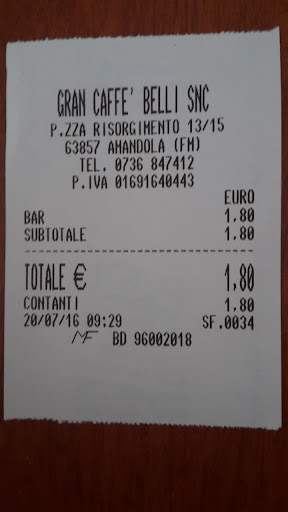 GRAN CAFFE' BELLI SNC
P.ZZA RISORGIMENTO 13/15
63857 AMANDOLA (FM)
TEL. 0736 847412
P.IVA 01691640443
EURO
BAR 1,80
SUBTOTALE 1,80
--------------------------------
TOTALE € 1,80
CONTANTI 1,80
20/07/16 09:29 SF.0034
MF BD 96002018